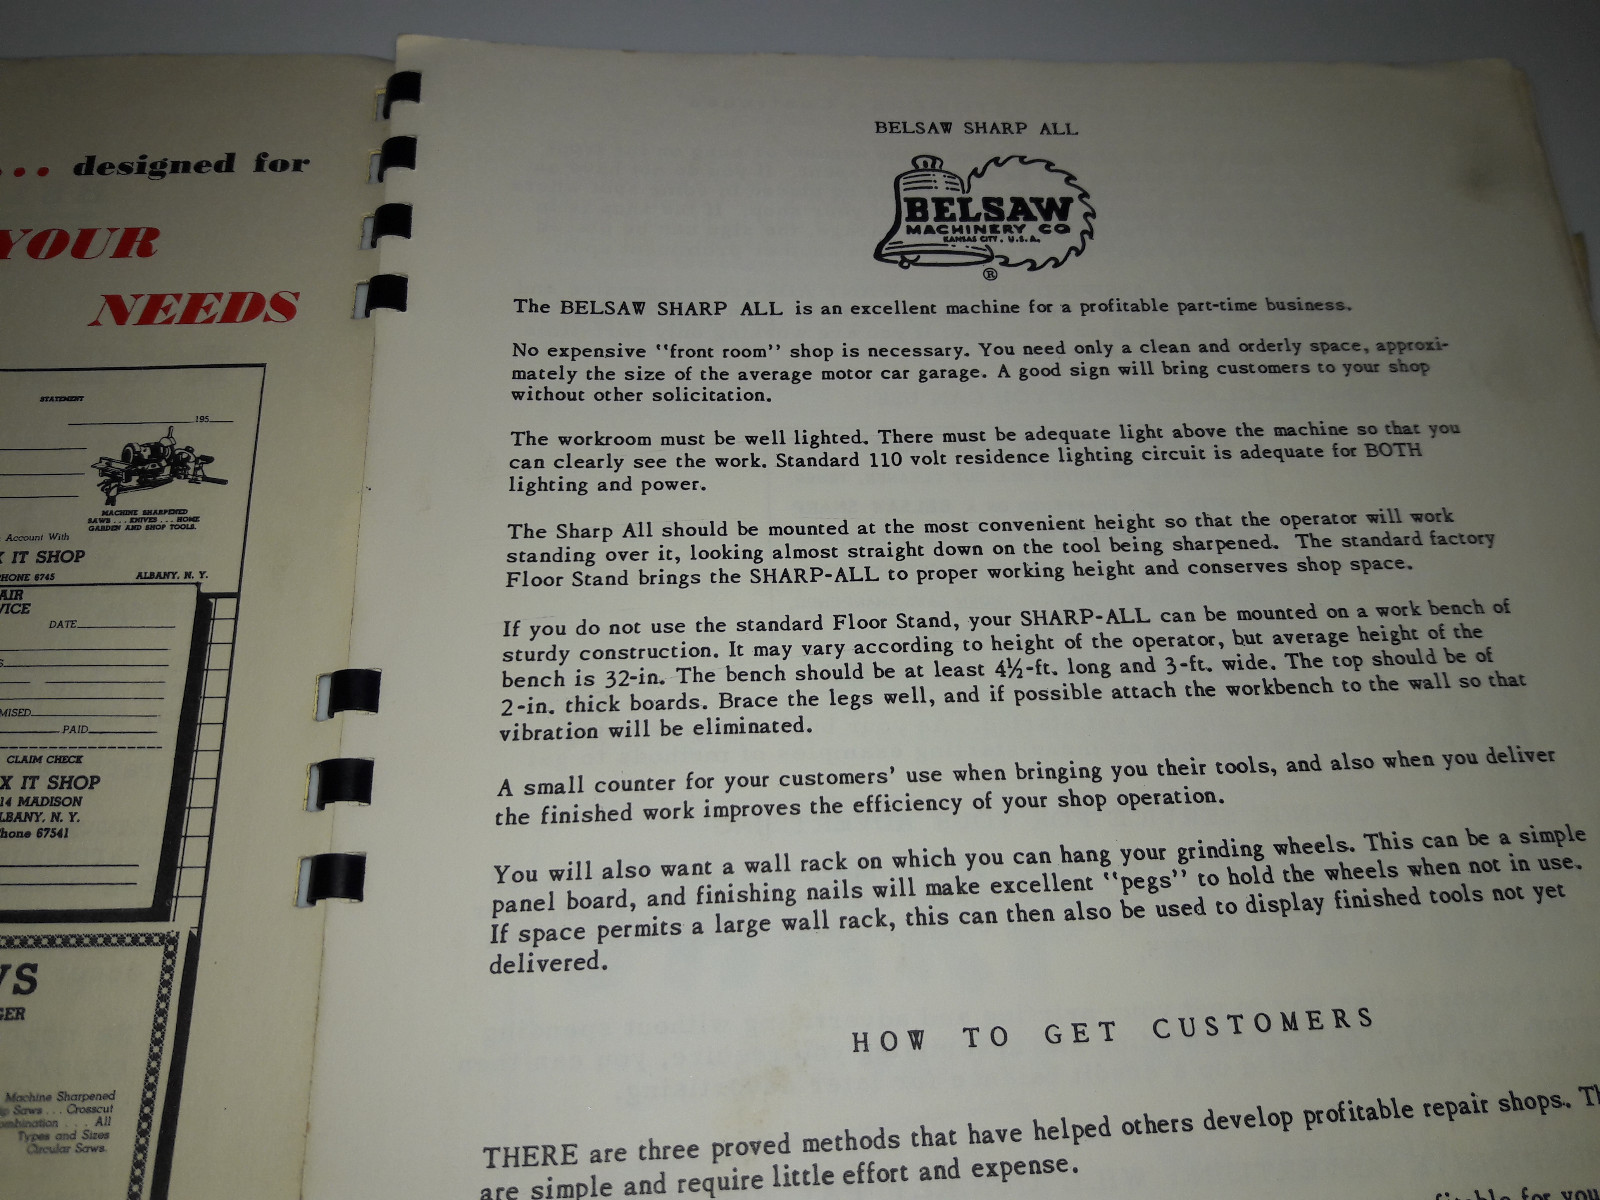 ... designed for
YOUR
NEEDS
STATEMENT
195
MACHINE SHARPENED
SAWS . . . KNIVES . . . HOME
GARDEN AND SHOP TOOLS.
Account With
IT SHOP
PHONE 6745 ALBANY, N. Y.
DATE
PAID
CLAIM CHECK
IT SHOP
14 MADISON
ALBANY, N. Y.
Phone 67541
Machine Sharpened
Saws . . . Crosscut
. . . All
Types and Sizes
Circular Saws.
BELSAW SHARP ALL
BELSAW
MACHINERY CO
KANSAS CITY, U.S.A.
®
The BELSAW SHARP ALL is an excellent machine for a profitable part-time business.
No expensive "front room" shop is necessary. You need only a clean and orderly space, approxi-
mately the size of the average motor car garage. A good sign will bring customers to your shop
without other solicitation.
The workroom must be well lighted. There must be adequate light above the machine so that you
can clearly see the work. Standard 110 volt residence lighting circuit is adequate for BOTH
lighting and power.
The Sharp All should be mounted at the most convenient height so that the operator will work
standing over it, looking almost straight down on the tool being sharpened. The standard factory
Floor Stand brings the SHARP-ALL to proper working height and conserves shop space.
If you do not use the standard Floor Stand, your SHARP-ALL can be mounted on a work bench of
sturdy construction. It may vary according to height of the operator, but average height of the
bench is 32-in. The bench should be at least 4½-ft. long and 3-ft. wide. The top should be of
2-in. thick boards. Brace the legs well, and if possible attach the workbench to the wall so that
vibration will be eliminated.
A small counter for your customers' use when bringing you their tools, and also when you deliver
the finished work improves the efficiency of your shop operation.
You will also want a wall rack on which you can hang your grinding wheels. This can be a simple
panel board, and finishing nails will make excellent "pegs" to hold the wheels when not in use.
If space permits a large wall rack, this can then also be used to display finished tools not yet
delivered.
HOW TO GET CUSTOMERS
THERE are three proved methods that have helped others develop profitable repair shops.
are simple and require little effort and expense.
for you